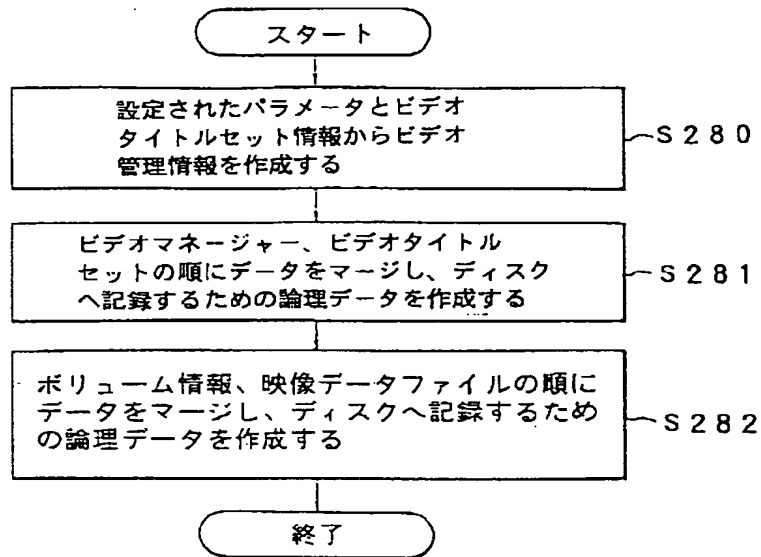 スタート
設定されたパラメータとビデオ
タイトルセット情報からビデオ
管理情報を作成する
S280
ビデオマネージャー、ビデオタイトル
セットの順にデータをマージし、ディスク
へ記録するための論理データを作成する
S281
ボリューム情報、映像データファイルの順に
データをマージし、ディスクへ記録するため
の論理データを作成する
S282
終了